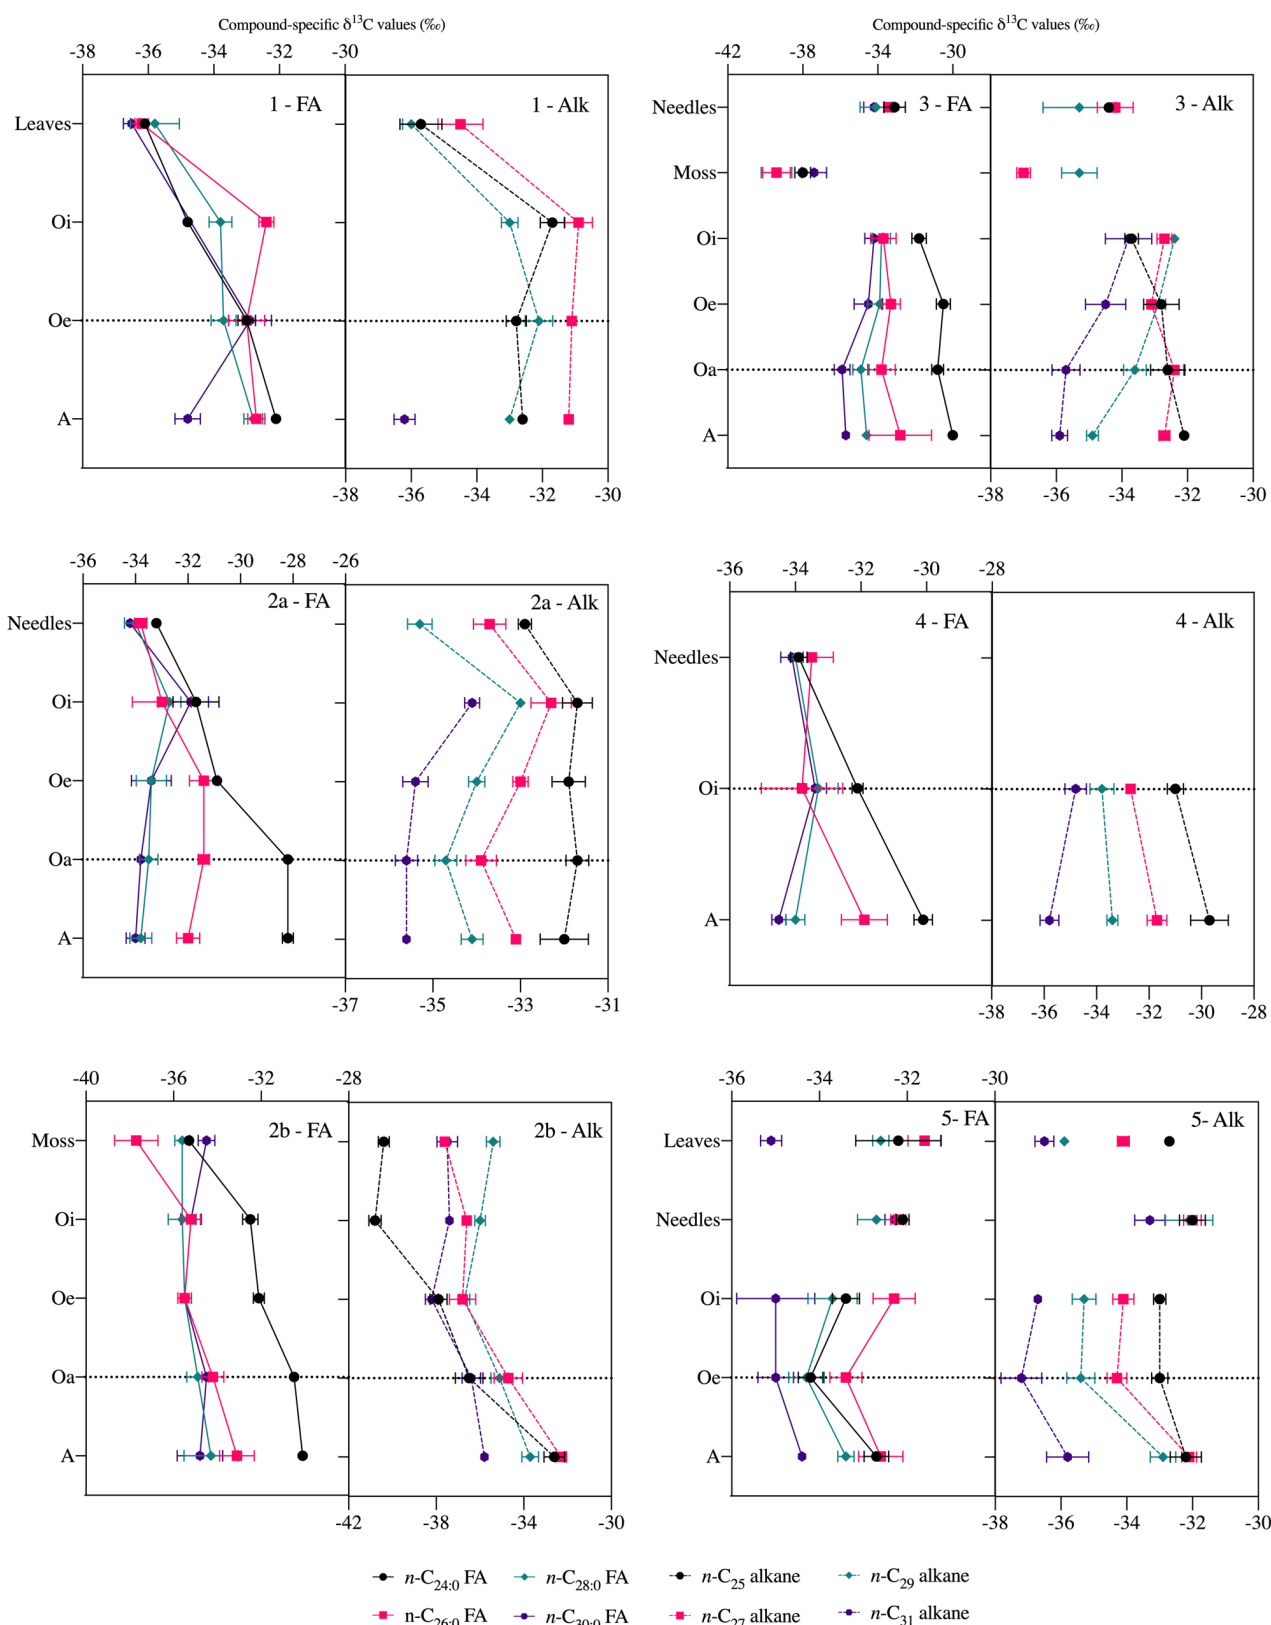 Compound-specific δ13C values (‰)
-38 -36 -34 -32 -30
1 - FA 1 - Alk
Leaves
Oi
Oe
A
-38 -36 -34 -32 -30
Compound-specific δ13C values (‰)
-42 -38 -34 -30
3 - FA 3 - Alk
Needles
Moss
Oi
Oe
Oa
A
-38 -36 -34 -32 -30
-36 -34 -32 -30 -28 -26
2a - FA 2a - Alk
Needles
Oi
Oe
Oa
A
-37 -35 -33 -31
-36 -34 -32 -30 -28
4 - FA 4 - Alk
Needles
Oi
A
-38 -36 -34 -32 -30 -28
-40 -36 -32 -28
2b - FA 2b - Alk
Moss
Oi
Oe
Oa
A
-42 -38 -34 -30
-36 -34 -32 -30
5- FA 5- Alk
Leaves
Needles
Oi
Oe
A
-38 -36 -34 -32 -30
n-C24:0 FA n-C28:0 FA n-C25 alkane n-C29 alkane
n-C26:0 FA n-C30:0 FA n-C27 alkane n-C31 alkane